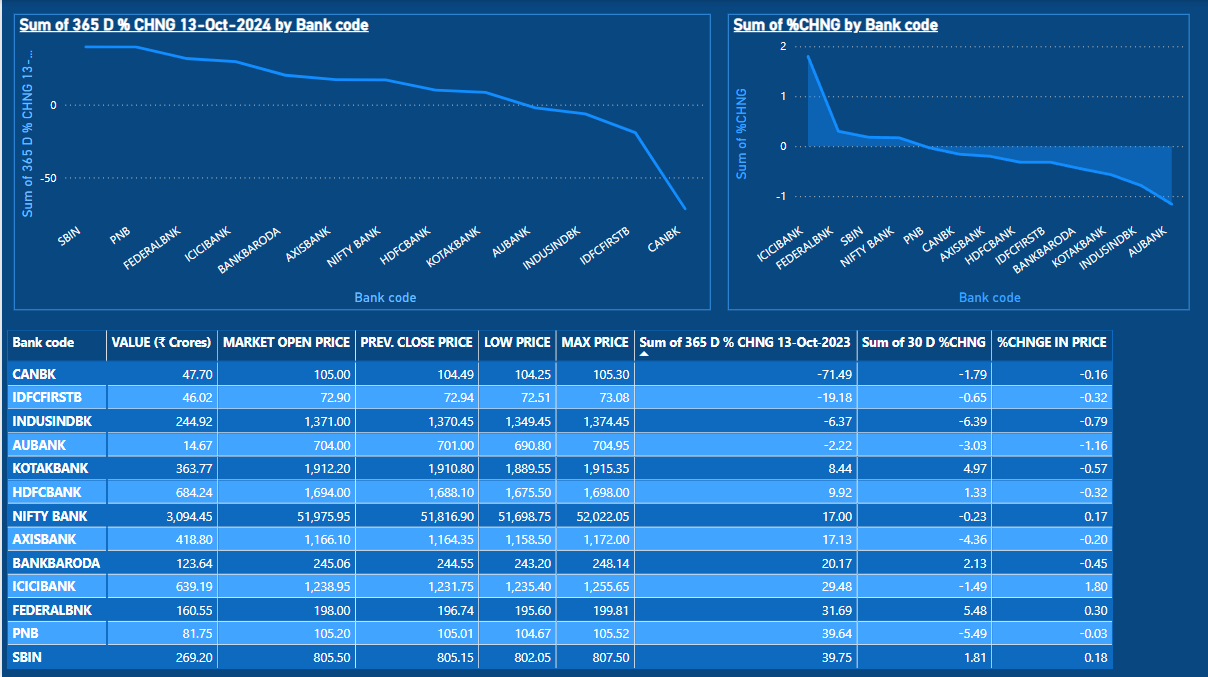 Sum of 365 D % CHNG 13-Oct-2024 by Bank code
Sum of 365 D % CHNG 13-...
0
-50
SBIN PNB FEDERALBNK ICICIBANK BANKBARODA AXISBANK NIFTY BANK HDFCBANK KOTAKBANK AUBANK INDUSINDBK IDFCFIRSTB CANBK
Bank code
Sum of %CHNG by Bank code
Sum of %CHNG
2
1
0
-1
ICICIBANK FEDERALBNK SBIN NIFTY BANK PNB CANBK AXISBANK HDFCBANK IDFCFIRSTB BANKBARODA KOTAKBANK INDUSINDBK AUBANK
Bank code
Bank code VALUE (₹ Crores) MARKET OPEN PRICE PREV. CLOSE PRICE LOW PRICE MAX PRICE Sum of 365 D % CHNG 13-Oct-2023 Sum of 30 D %CHNG %CHNGE IN PRICE
CANBK 47.70 105.00 104.49 104.25 105.30 -71.49 -1.79 -0.16
IDFCFIRSTB 46.02 72.90 72.94 72.51 73.08 -19.18 -0.65 -0.32
INDUSINDBK 244.92 1,371.00 1,370.45 1,349.45 1,374.45 -6.37 -6.39 -0.79
AUBANK 14.67 704.00 701.00 690.80 704.95 -2.22 -3.03 -1.16
KOTAKBANK 363.77 1,912.20 1,910.80 1,889.55 1,915.35 8.44 4.97 -0.57
HDFCBANK 684.24 1,694.00 1,688.10 1,675.50 1,698.00 9.92 1.33 -0.32
NIFTY BANK 3,094.45 51,975.95 51,816.90 51,698.75 52,022.05 17.00 -0.23 0.17
AXISBANK 418.80 1,166.10 1,164.35 1,158.50 1,172.00 17.13 -4.36 -0.20
BANKBARODA 123.64 245.06 244.55 243.20 248.14 20.17 2.13 -0.45
ICICIBANK 639.19 1,238.95 1,231.75 1,235.40 1,255.65 29.48 -1.49 1.80
FEDERALBNK 160.55 198.00 196.74 195.60 199.81 31.69 5.48 0.30
PNB 81.75 105.20 105.01 104.67 105.52 39.64 -5.49 -0.03
SBIN 269.20 805.50 805.15 802.05 807.50 39.75 1.81 0.18